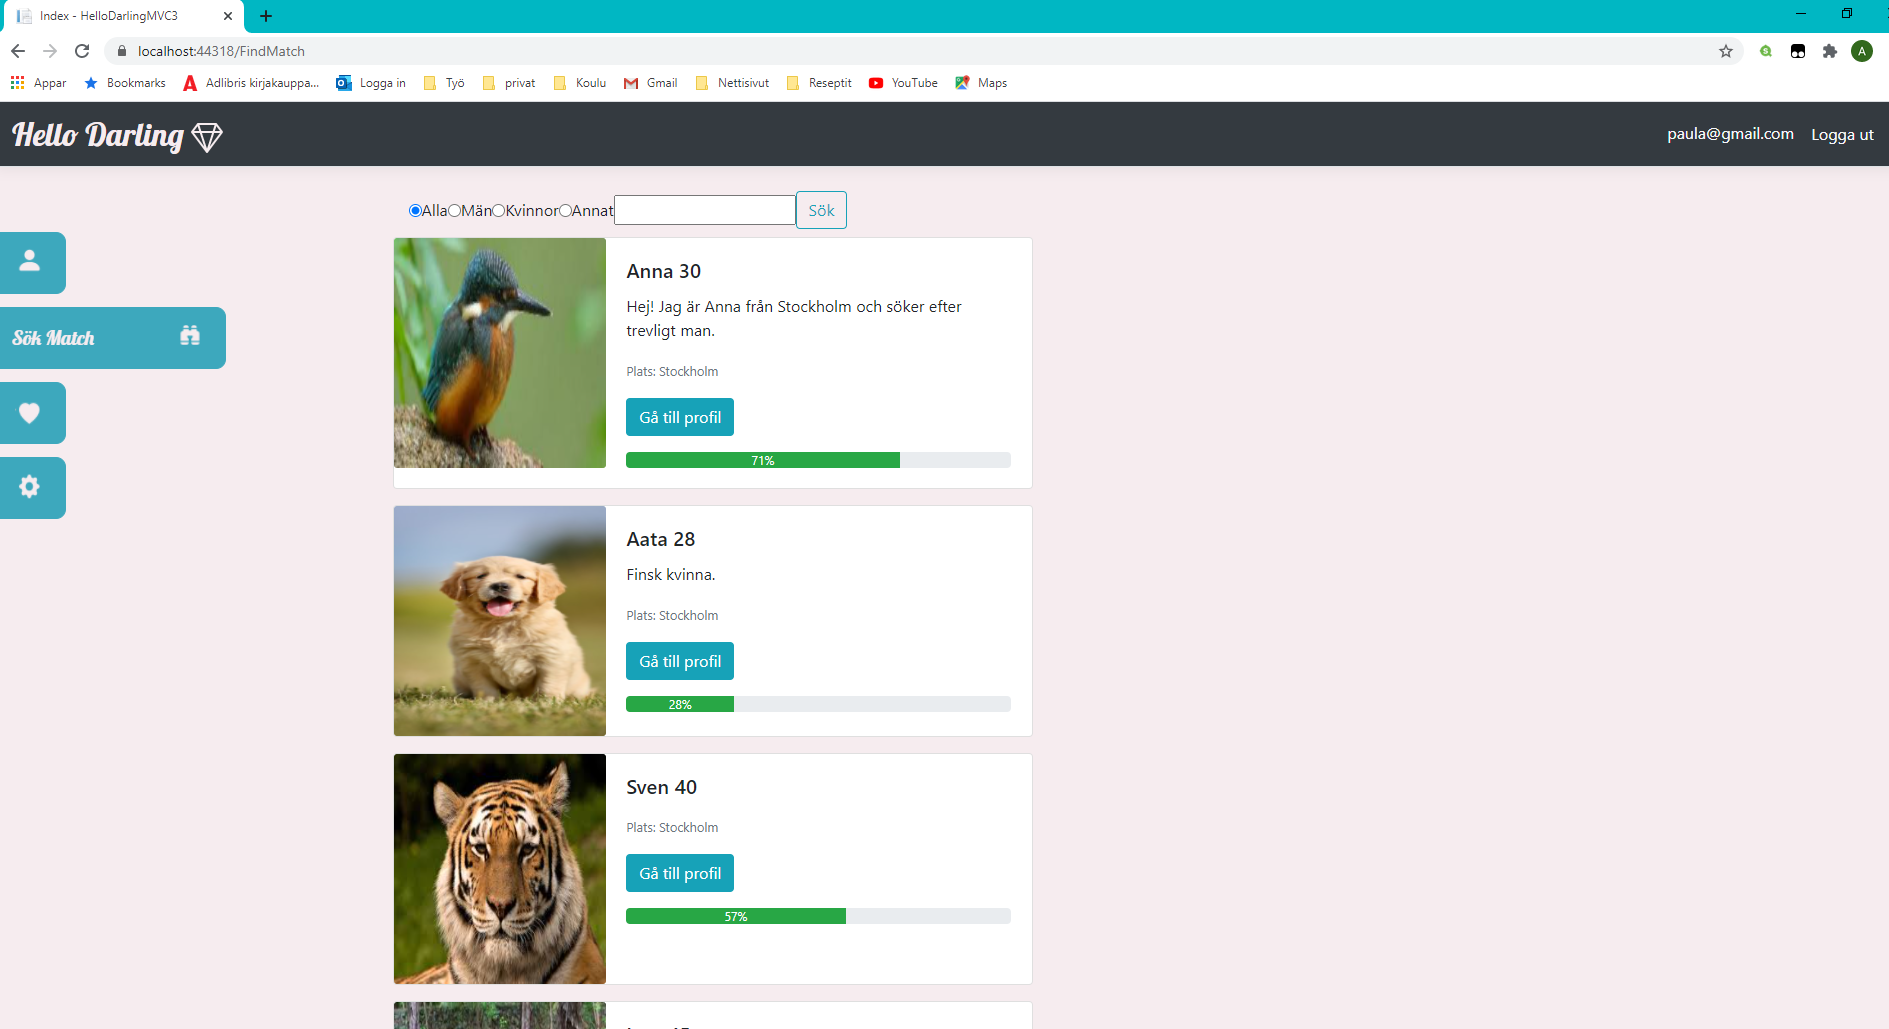 Index - HelloDarlingMVC3
localhost:44318/FindMatch
A
Appar
Bookmarks
Adlibris kirjakauppa...
Logga in
Työ
privat
Koulu
Gmail
Nettisivut
Reseptit
YouTube
Maps
Hello Darling
paula@gmail.com
Logga ut
Alla
Män
Kvinnor
Annat
Sök
Sök Match
Anna 30
Hej! Jag är Anna från Stockholm och söker efter
trevligt man.
Plats: Stockholm
Gå till profil
71%
Aata 28
Finsk kvinna.
Plats: Stockholm
Gå till profil
28%
Sven 40
Plats: Stockholm
Gå till profil
57%